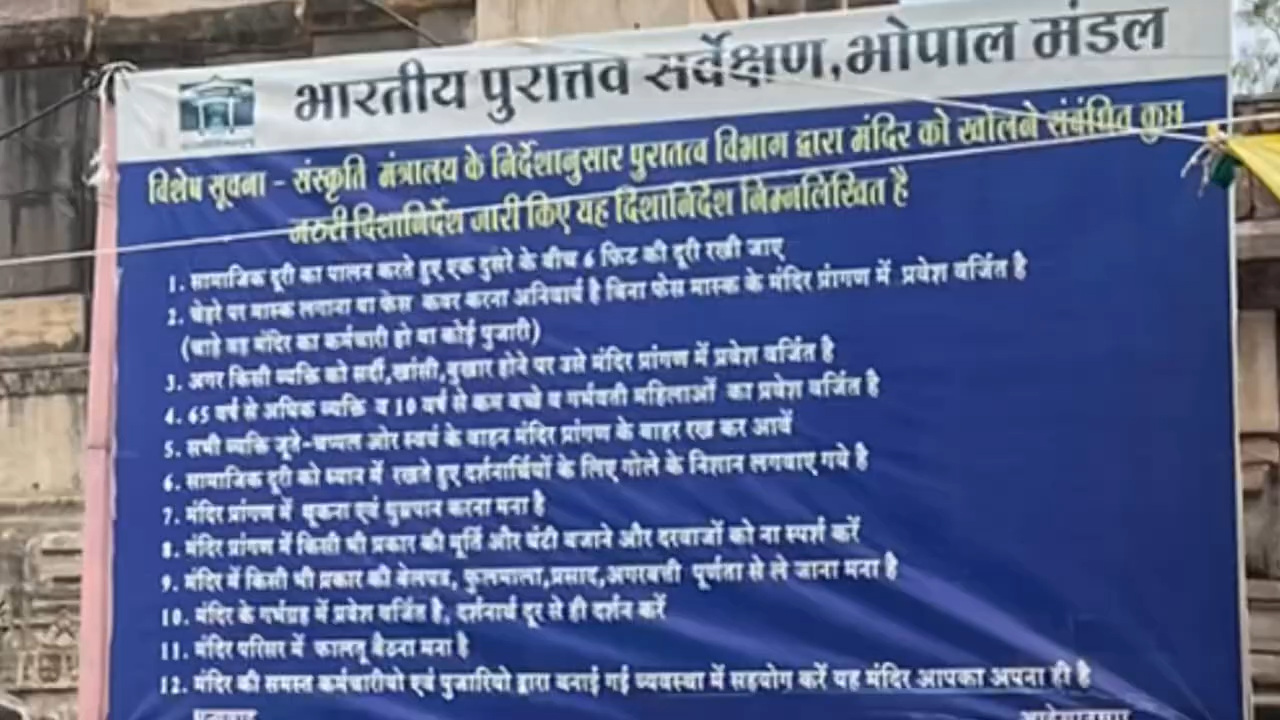 भारतीय पुरातत्व सर्वेक्षण,भोपाल मंडल
विशेष सूचना - संस्कृति मंत्रालय के निर्देशानुसार पुरातत्व विभाग द्वारा मंदिर को खोलने संबंधित कुछ
जरुरी दिशानिर्देश जारी किए यह दिशानिर्देश निम्नलिखित है
1. सामाजिक दूरी का पालन करते हुए एक दुसरे के बीच 6 फिट की दूरी रखी जाए
2. चेहरे पर मास्क लगाना या फेस कवर करना अनिवार्य है बिना फेस मास्क के मंदिर प्रांगण में प्रवेश वर्जित है
(चाहे वह मंदिर का कर्मचारी हो या कोई पुजारी)
3. अगर किसी व्यक्ति को सर्दी,खांसी,बुखार होने पर उसे मंदिर प्रांगण में प्रवेश वर्जित है
4. 65 वर्ष से अधिक व्यक्ति व 10 वर्ष से कम बच्चे व गर्भवती महिलाओं का प्रवेश वर्जित है
5. सभी व्यक्ति जूते-चप्पल ओर स्वयं के वाहन मंदिर प्रांगण के बाहर रख कर आयें
6. सामाजिक दूरी को ध्यान में रखते हुए दर्शनार्थियों के लिए गोले के निशान लगवाए गये है
7. मंदिर प्रांगण में थूकना एवं धुम्रपान करना मना है
8. मंदिर प्रांगण में किसी भी प्रकार की मूर्ति और घंटी बजाने और दरवाजों को ना स्पर्श करें
9. मंदिर में किसी भी प्रकार की बेलपत्र, फुलमाला,प्रसाद,अगरबत्ती पूर्णता से ले जाना मना है
10. मंदिर के गर्भग्रह में प्रवेश वर्जित है, दर्शनार्थ दूर से ही दर्शन करें
11. मंदिर परिसर में फालतू बैठना मना है
12. मंदिर की समस्त कर्मचारीयो एवं पुजारियो द्वारा बनाई गई व्यवस्था में सहयोग करें यह मंदिर आपका अपना ही है